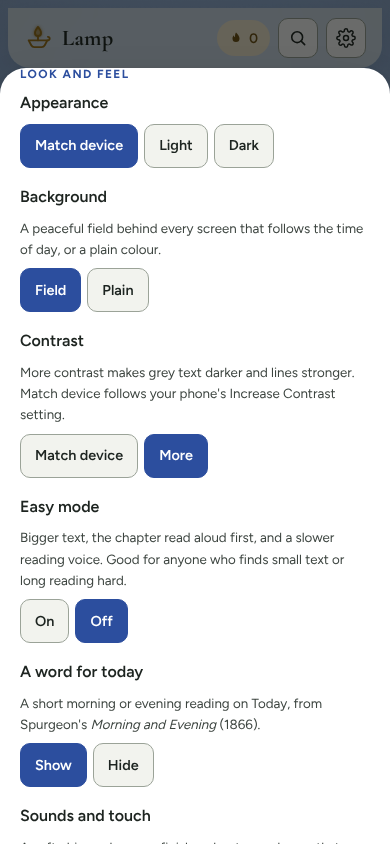 Lamp
0
LOOK AND FEEL
Appearance
Match device
Light
Dark
Background
A peaceful field behind every screen that follows the time
of day, or a plain colour.
Field
Plain
Contrast
More contrast makes grey text darker and lines stronger.
Match device follows your phone's Increase Contrast
setting.
Match device
More
Easy mode
Bigger text, the chapter read aloud first, and a slower
reading voice. Good for anyone who finds small text or
long reading hard.
On
Off
A word for today
A short morning or evening reading on Today, from
Spurgeon's Morning and Evening (1866).
Show
Hide
Sounds and touch